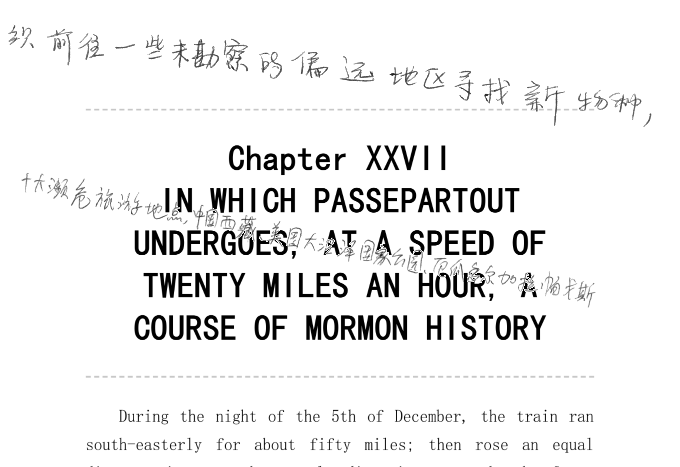 织前往一些未勘察的偏远地区寻找新物种,
Chapter XXVII
十大濒危旅游地点,中国西藏、美国大沼泽国家公园、厄瓜多尔加 帕戈斯
IN WHICH PASSEPARTOUT
UNDERGOES, AT A SPEED OF
TWENTY MILES AN HOUR, A
COURSE OF MORMON HISTORY
During the night of the 5th of December, the train ran
south-easterly for about fifty miles; then rose an equal